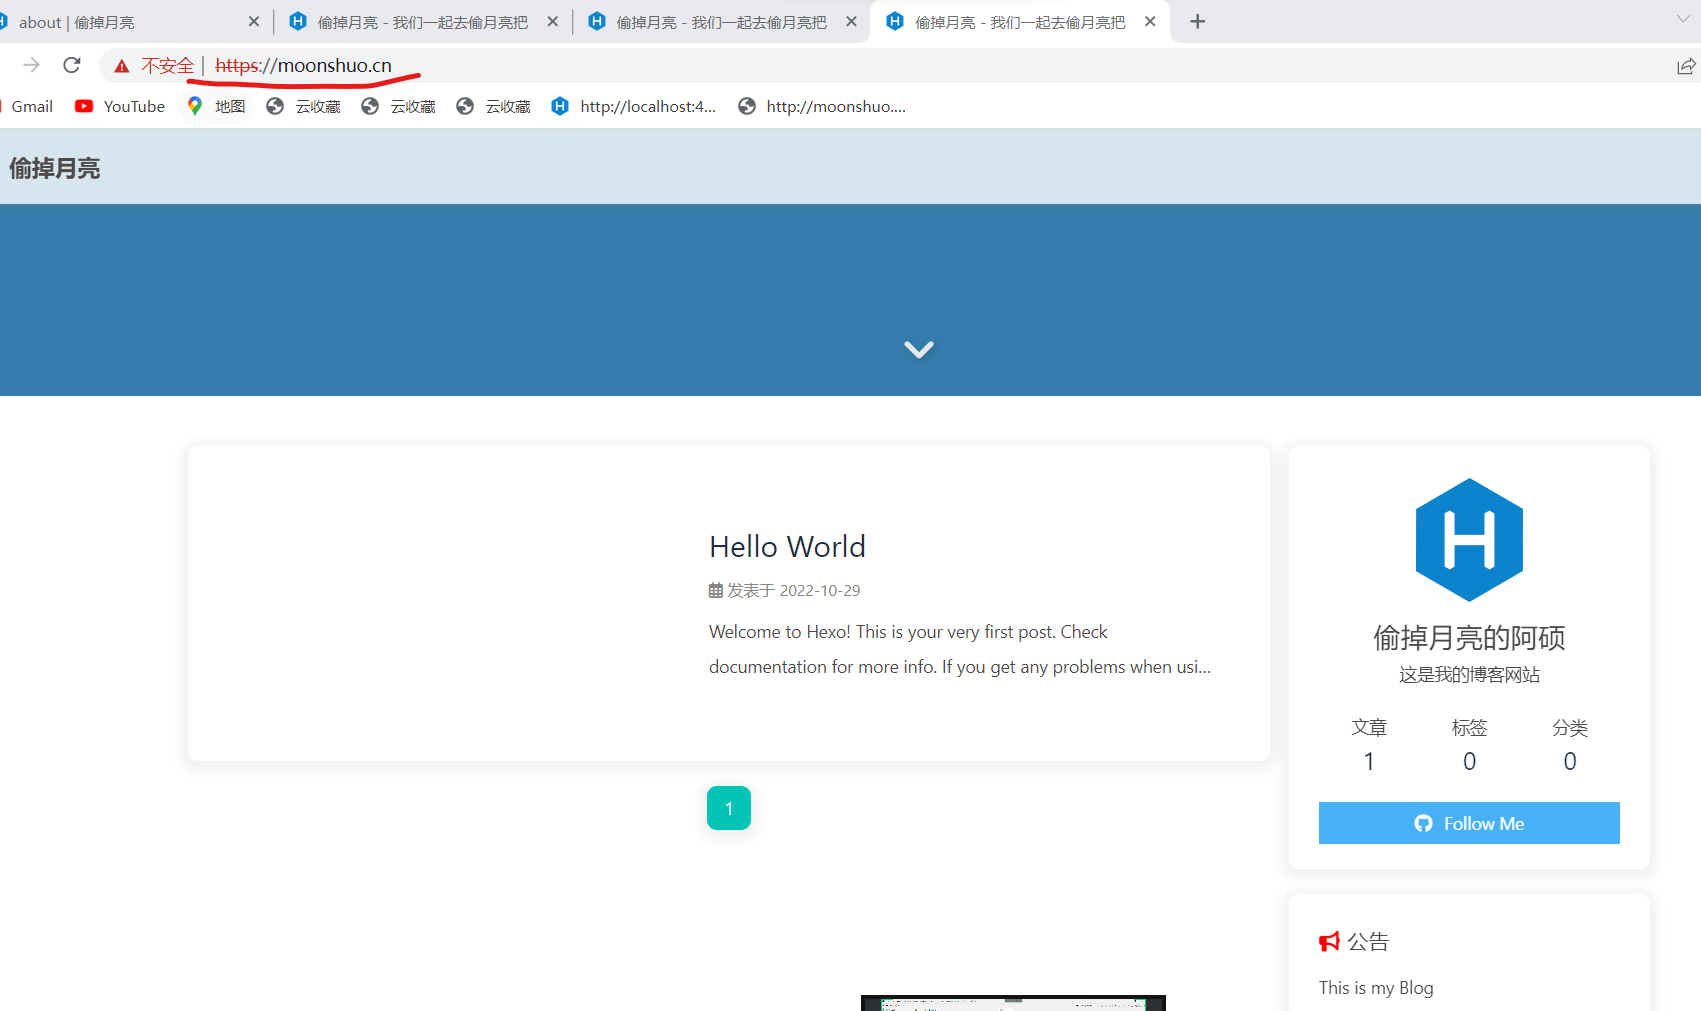 about | 偷掉月亮
偷掉月亮 - 我们一起去偷月亮把
偷掉月亮 - 我们一起去偷月亮把
偷掉月亮 - 我们一起去偷月亮把
不安全 | https://moonshuo.cn
Gmail YouTube 地图 云收藏 云收藏 云收藏 http://localhost:4... http://moonshuo....
偷掉月亮
Hello World
发表于 2022-10-29
Welcome to Hexo! This is your very first post. Check
documentation for more info. If you get any problems when usi...
1
H
偷掉月亮的阿硕
这是我的博客网站
文章 标签 分类
1 0 0
Follow Me
公告
This is my Blog